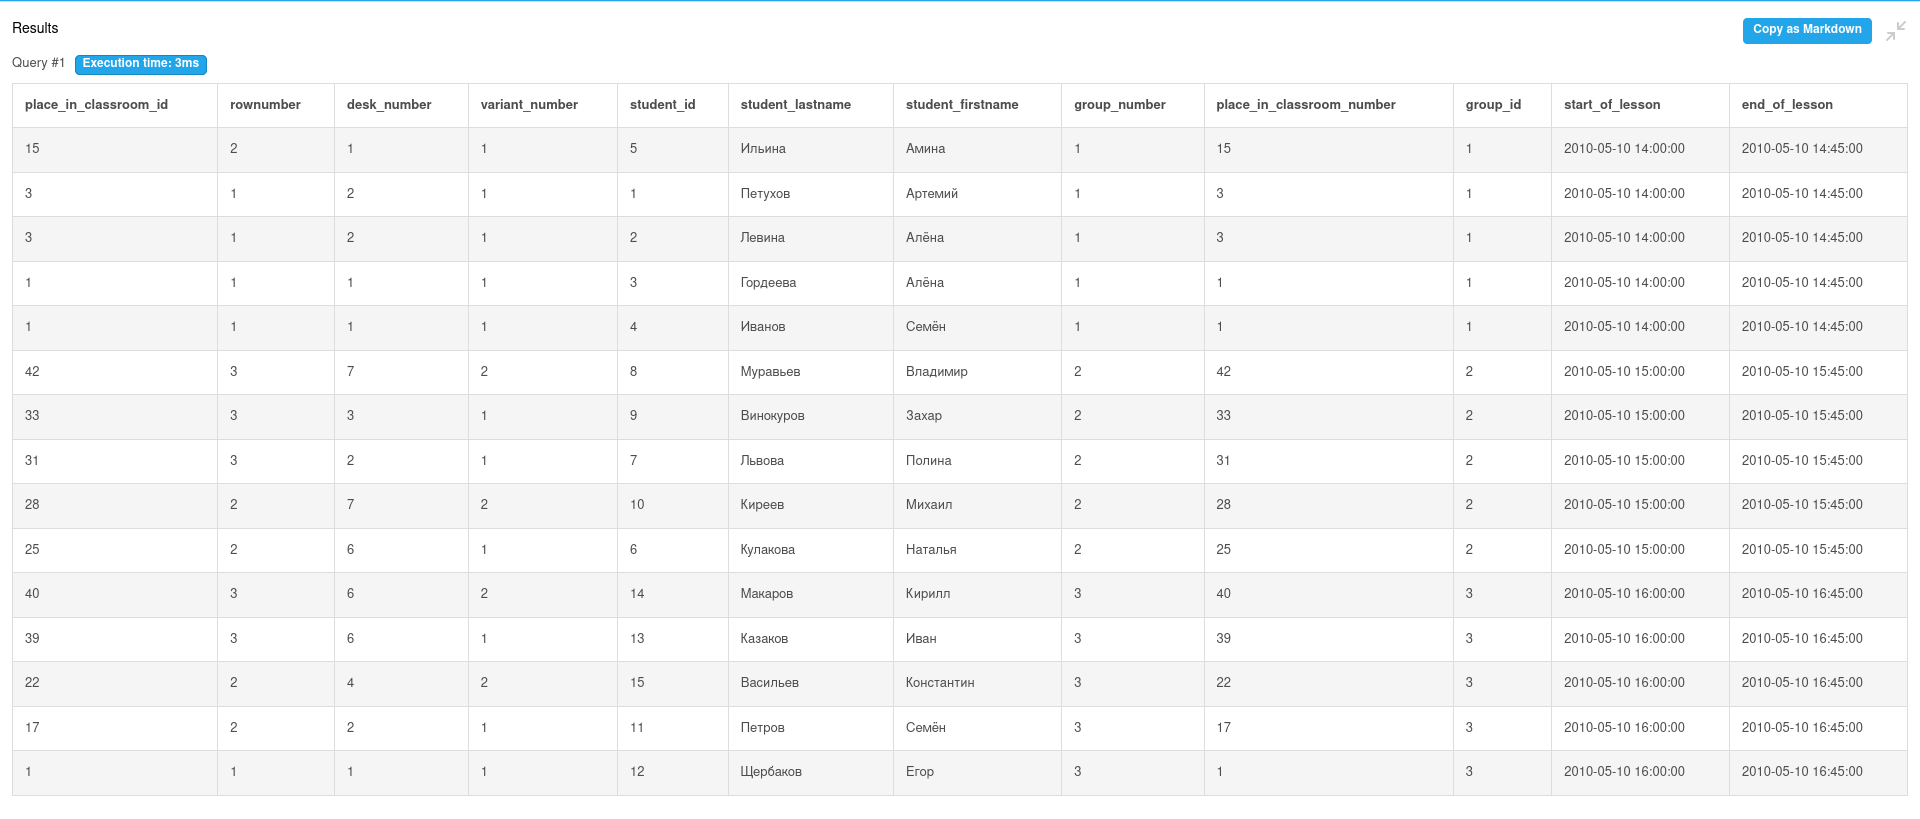 Results
Copy as Markdown
Query #1 Execution time: 3ms
place_in_classroom_id rownumber desk_number variant_number student_id student_lastname student_firstname group_number place_in_classroom_number group_id start_of_lesson end_of_lesson
15 2 1 1 5 Ильина Амина 1 15 1 2010-05-10 14:00:00 2010-05-10 14:45:00
3 1 2 1 1 Петухов Артемий 1 3 1 2010-05-10 14:00:00 2010-05-10 14:45:00
3 1 2 1 2 Левина Алёна 1 3 1 2010-05-10 14:00:00 2010-05-10 14:45:00
1 1 1 1 3 Гордеева Алёна 1 1 1 2010-05-10 14:00:00 2010-05-10 14:45:00
1 1 1 1 4 Иванов Семён 1 1 1 2010-05-10 14:00:00 2010-05-10 14:45:00
42 3 7 2 8 Муравьев Владимир 2 42 2 2010-05-10 15:00:00 2010-05-10 15:45:00
33 3 3 1 9 Винокуров Захар 2 33 2 2010-05-10 15:00:00 2010-05-10 15:45:00
31 3 2 1 7 Львова Полина 2 31 2 2010-05-10 15:00:00 2010-05-10 15:45:00
28 2 7 2 10 Киреев Михаил 2 28 2 2010-05-10 15:00:00 2010-05-10 15:45:00
25 2 6 1 6 Кулакова Наталья 2 25 2 2010-05-10 15:00:00 2010-05-10 15:45:00
40 3 6 2 14 Макаров Кирилл 3 40 3 2010-05-10 16:00:00 2010-05-10 16:45:00
39 3 6 1 13 Казаков Иван 3 39 3 2010-05-10 16:00:00 2010-05-10 16:45:00
22 2 4 2 15 Васильев Константин 3 22 3 2010-05-10 16:00:00 2010-05-10 16:45:00
17 2 2 1 11 Петров Семён 3 17 3 2010-05-10 16:00:00 2010-05-10 16:45:00
1 1 1 1 12 Щербаков Егор 3 1 3 2010-05-10 16:00:00 2010-05-10 16:45:00